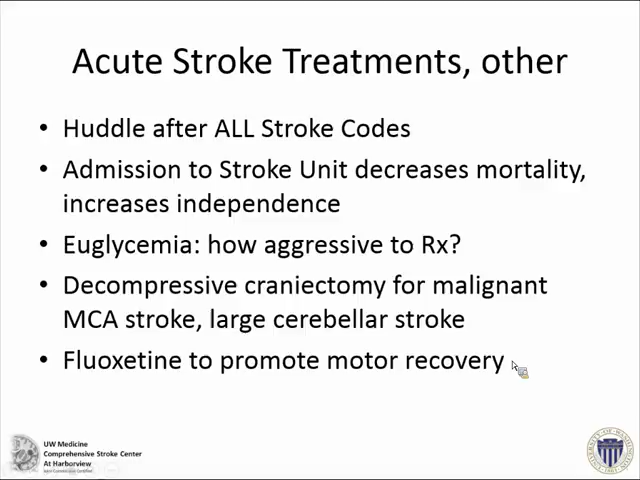 Acute Stroke Treatments, other
• Huddle after ALL Stroke Codes
• Admission to Stroke Unit decreases mortality,
increases independence
• Euglycemia: how aggressive to Rx?
• Decompressive craniectomy for malignant
MCA stroke, large cerebellar stroke
• Fluoxetine to promote motor recovery
UW Medicine
Comprehensive Stroke Center
At Harborview